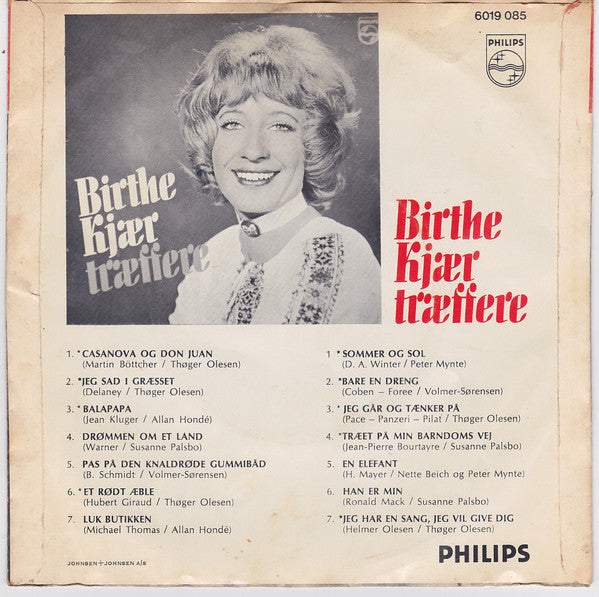 6019 085
PHILIPS
Birthe
Kjær
træffere
Birthe
Kjær
træffere
1. *CASANOVA OG DON JUAN
(Martin Böttcher / Thøger Olesen)
2. *JEG SAD I GRÆSSET
(Delaney / Thøger Olesen)
3. *BALAPAPA
(Jean Kluger / Allan Hondé)
4. DRØMMEN OM ET LAND
(Warner / Susanne Palsbo)
5. PAS PÅ DEN KNALDRØDE GUMMIBÅD
(B. Schmidt / Volmer-Sørensen)
6. *ET RØDT ÆBLE
(Hubert Giraud / Thøger Olesen)
7. LUK BUTIKKEN
(Michael Thomas / Allan Hondé)
1 *SOMMER OG SOL
(D. A. Winter / Peter Mynte)
2. *BARE EN DRENG
(Coben – Foree / Volmer-Sørensen)
3. *JEG GÅR OG TÆNKER PÅ
(Pace – Panzeri – Pilat / Thøger Olesen)
4. *TRÆET PÅ MIN BARNDOMS VEJ
(Jean-Pierre Bourtayre / Susanne Palsbo)
5. EN ELEFANT
(H. Mayer / Nette Beich og Peter Mynte)
6. HAN ER MIN
(Ronald Mack / Susanne Palsbo)
7. *JEG HAR EN SANG, JEG VIL GIVE DIG
(Helmer Olesen / Thøger Olesen)
JOHNSEN+JOHNSEN A/S
PHILIPS